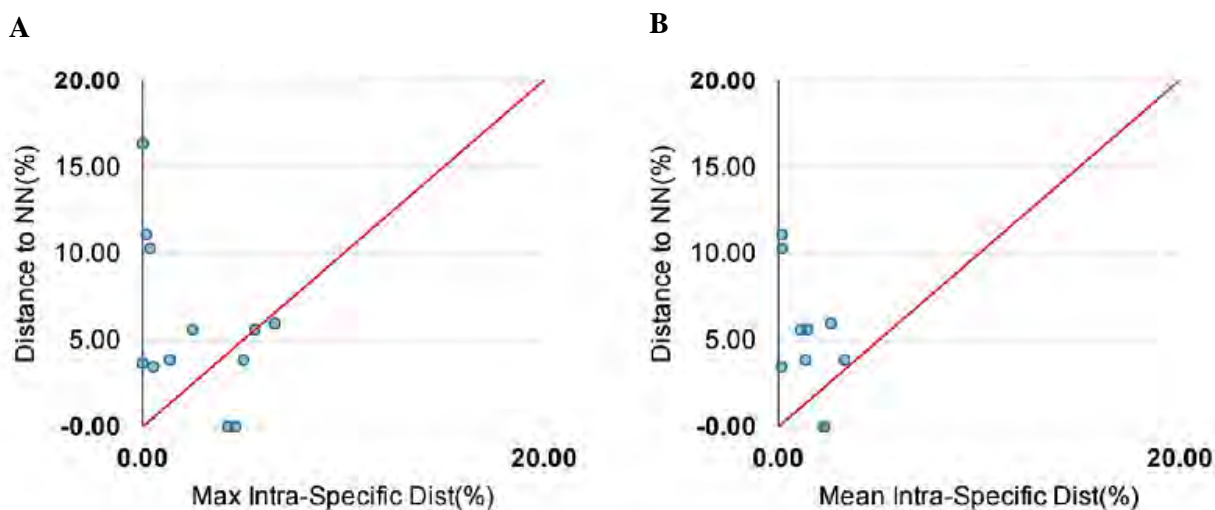 A
B
20.00
15.00
10.00
5.00
-0.00
0.00
20.00
Distance to NN(%)
Max Intra-Specific Dist(%)
20.00
15.00
10.00
5.00
-0.00
0.00
20.00
Distance to NN(%)
Mean Intra-Specific Dist(%)